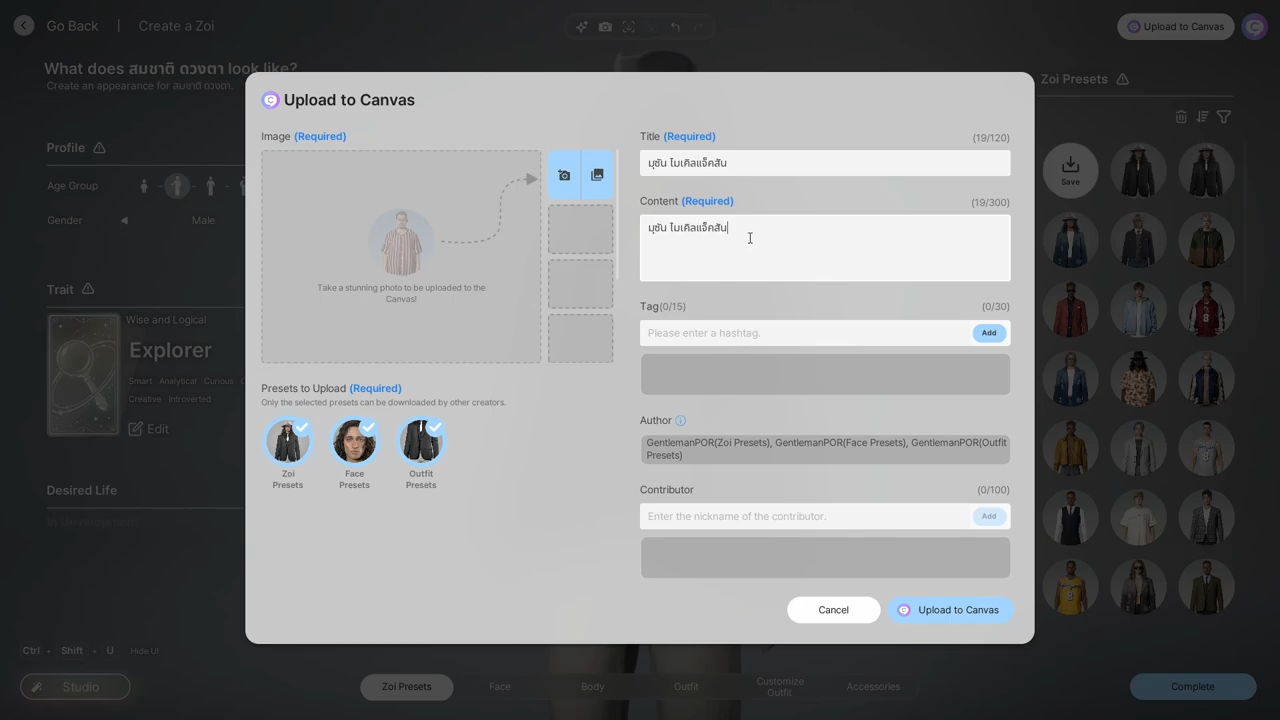 Go Back | Create a Zoi
Upload to Canvas
What does สมชาติ ดวงตา look like?
Create an appearance for สมชาติ ดวงตา.
Profile
Age Group
Gender Male
Trait
Wise and Logical
Explorer
Smart Analytical Curious
Creative Introverted
Edit
Desired Life
Ctrl + Shift + U Hide UI
Studio
Upload to Canvas
Image (Required)
Take a stunning photo to be uploaded to the
Canvas!
Presets to Upload (Required)
Only the selected presets can be downloaded by other creators.
Zoi
Presets
Face
Presets
Outfit
Presets
Title (Required) (19/120)
มุซัน ไมเคิลแจ็คสัน
Content (Required) (19/300)
มุซัน ไมเคิลแจ็คสัน
Tag(0/15) (0/30)
Please enter a hashtag. Add
Author
GentlemanPOR(Zoi Presets), GentlemanPOR(Face Presets), GentlemanPOR(Outfit
Presets)
Contributor (0/100)
Enter the nickname of the contributor. Add
Cancel
Upload to Canvas
Zoi Presets
Save
8
8
Zoi Presets
Face
Body
Outfit
Customize
Outfit
Accessories
Complete